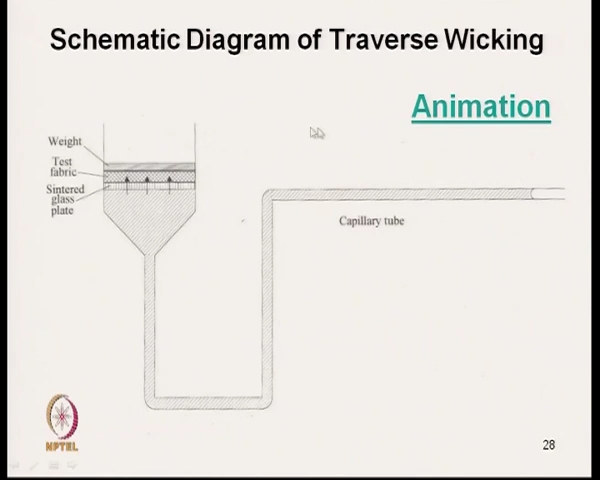 Schematic Diagram of Traverse Wicking
Animation
Weight
Test
fabric
Sintered
glass
plate
Capillary tube
NPTEL
28